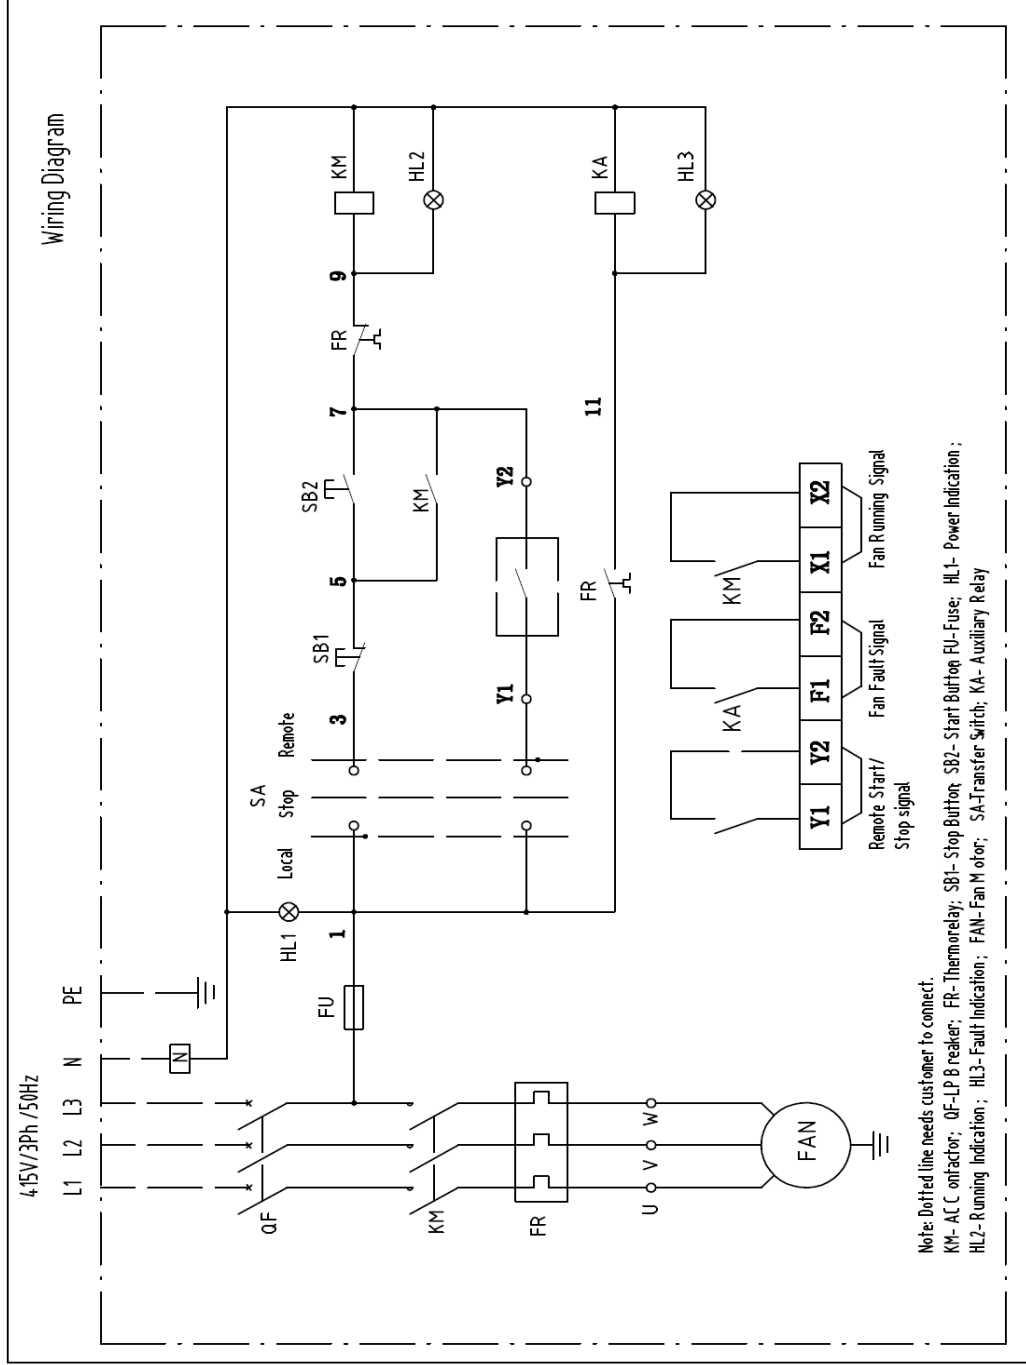 Wiring Diagram
415V/3Ph /50Hz
L1
L2
L3
N
PE
N
QF
KM
FR
U
V
W
FAN
FU
1
HL1
Local
SA
Stop
Remote
3
SB1
5
SB2
7
FR
9
KM
HL2
KM
Y1
Y2
FR
11
KA
HL3
KA
KM
Y1
Y2
F1
F2
X1
X2
Remote Start/
Stop signal
Fan Fault Signal
Fan Running Signal
Note: Dotted line needs customer to connect.
KM- AC C ontactor; QF-LP B reaker; FR- Thermorelay; SB1- Stop Button; SB2- Start Button; FU-Fuse; HL1- Power Indication ;
HL2- Running Indication ; HL3- Fault Indication ; FAN- Fan M otor; SA-Transfer Switch; KA- Auxiliary Relay